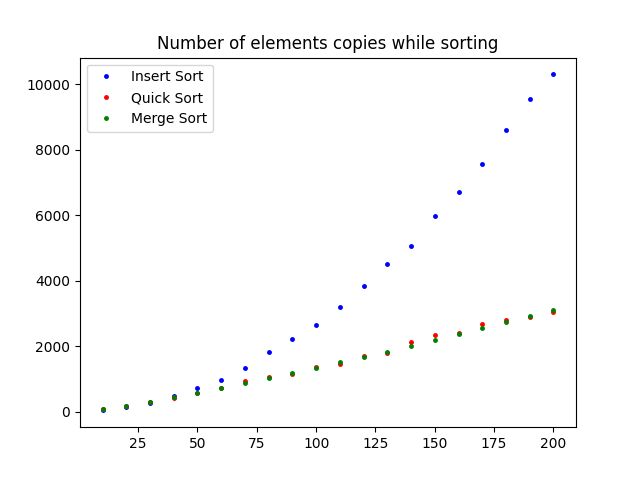 Number of elements copies while sorting
Insert Sort
Quick Sort
Merge Sort
10000
8000
6000
4000
2000
0
25 50 75 100 125 150 175 200